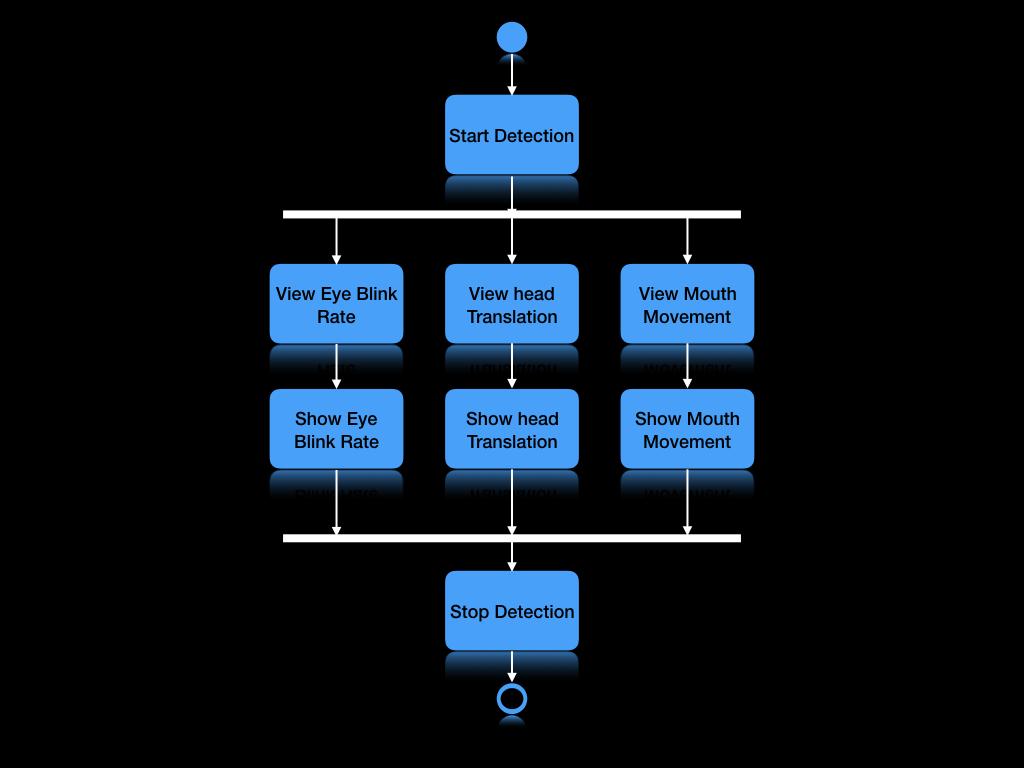 Start Detection
View Eye Blink
Rate
View head
Translation
View Mouth
Movement
Show Eye
Blink Rate
Show head
Translation
Show Mouth
Movement
Stop Detection